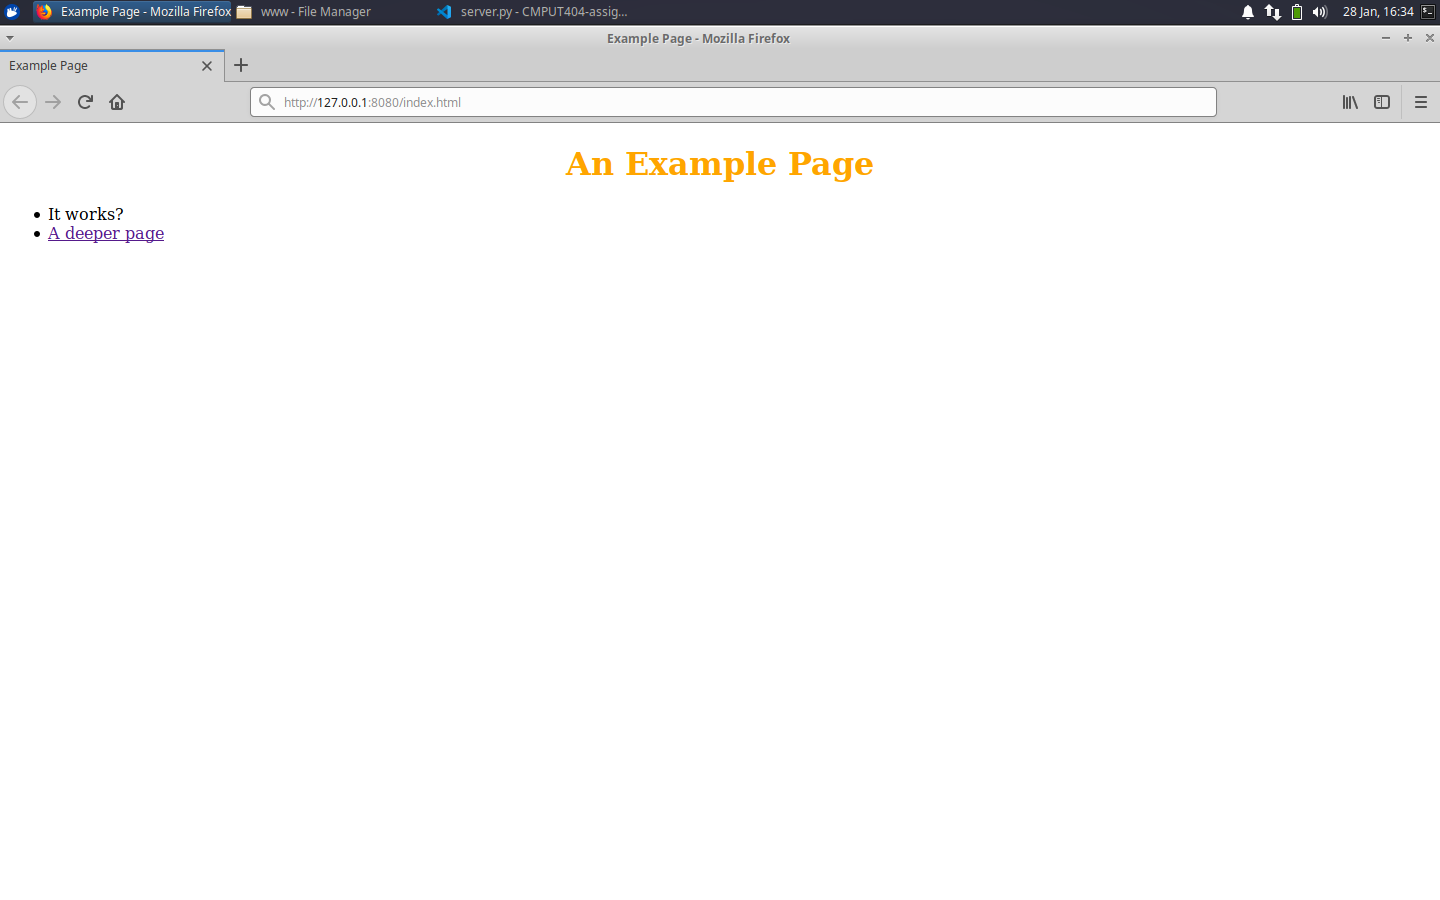 Example Page - Mozilla Firefox
www - File Manager
server.py - CMPUT404-assig...
28 Jan, 16:34
Example Page - Mozilla Firefox
Example Page
http://127.0.0.1:8080/index.html
An Example Page
It works?
A deeper page